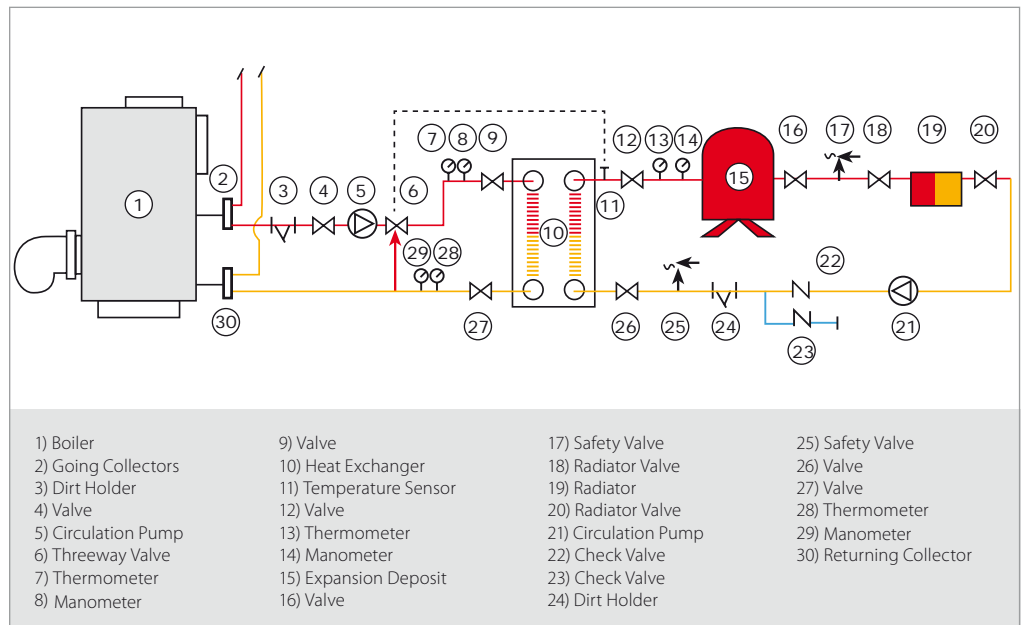 7 8 9 12 13 14 16 17 18 19 20
2 3 4 5 6
1 15
11
10
29 28
22
30 27 26 25 24 21
23
1) Boiler
2) Going Collectors
3) Dirt Holder
4) Valve
5) Circulation Pump
6) Threeway Valve
7) Thermometer
8) Manometer
9) Valve
10) Heat Exchanger
11) Temperature Sensor
12) Valve
13) Thermometer
14) Manometer
15) Expansion Deposit
16) Valve
17) Safety Valve
18) Radiator Valve
19) Radiator
20) Radiator Valve
21) Circulation Pump
22) Check Valve
23) Check Valve
24) Dirt Holder
25) Safety Valve
26) Valve
27) Valve
28) Thermometer
29) Manometer
30) Returning Collector